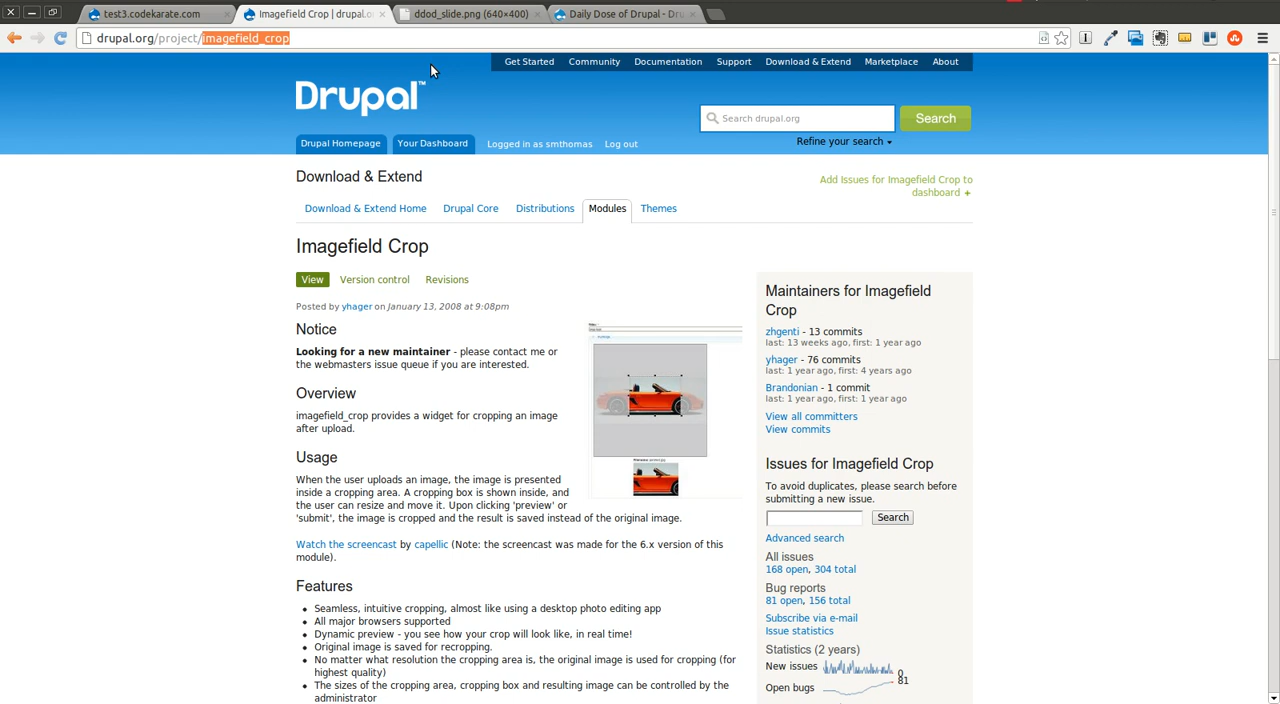 test3.codekarate.com
Imagefield Crop | drupal.or
ddod_slide.png (640×400)
Daily Dose of Drupal - Dru
drupal.org/project/imagefield_crop
Get Started Community Documentation Support Download & Extend Marketplace About
Drupal™
Search drupal.org
Search
Refine your search
Drupal Homepage Your Dashboard Logged in as smthomas Log out
Download & Extend
Add Issues for Imagefield Crop to
dashboard +
Download & Extend Home Drupal Core Distributions Modules Themes
Imagefield Crop
View Version control Revisions
Posted by yhager on January 13, 2008 at 9:08pm
Notice
Looking for a new maintainer - please contact me or
the webmasters issue queue if you are interested.
Overview
imagefield_crop provides a widget for cropping an image
after upload.
Usage
When the user uploads an image, the image is presented
inside a cropping area. A cropping box is shown inside, and
the user can resize and move it. Upon clicking 'preview' or
'submit', the image is cropped and the result is saved instead of the original image.
Watch the screencast by capellic (Note: the screencast was made for the 6.x version of this
module).
Features
• Seamless, intuitive cropping, almost like using a desktop photo editing app
• All major browsers supported
• Dynamic preview - you see how your crop will look like, in real time!
• Original image is saved for recropping.
• No matter what resolution the cropping area is, the original image is used for cropping (for
highest quality)
• The sizes of the cropping area, cropping box and resulting image can be controlled by the
administrator
Maintainers for Imagefield
Crop
zhgenti - 13 commits
last: 13 weeks ago, first: 1 year ago
yhager - 76 commits
last: 1 year ago, first: 4 years ago
Brandonian - 1 commit
last: 1 year ago, first: 1 year ago
View all committers
View commits
Issues for Imagefield Crop
To avoid duplicates, please search before
submitting a new issue.
Search
Advanced search
All issues
168 open, 304 total
Bug reports
81 open, 156 total
Subscribe via e-mail
Issue statistics
Statistics (2 years)
New issues 0
Open bugs 81